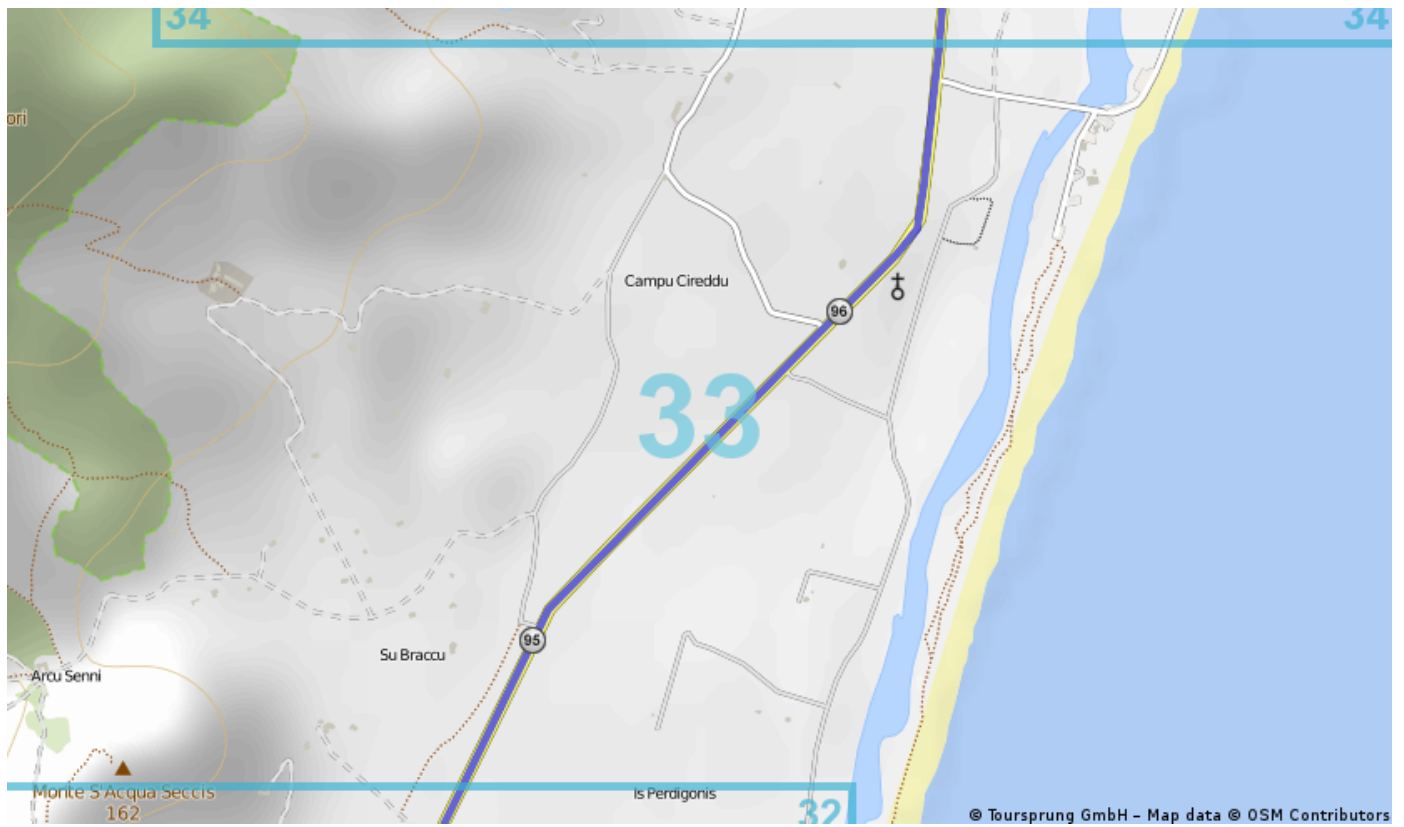 34
34
ori
Campu Cireddu
96
33
95
Su Braccu
Arcu Senni
Monte S'Acqua Seccis
162
Is Perdigonis
32
© Toursprung GmbH – Map data © OSM Contributors